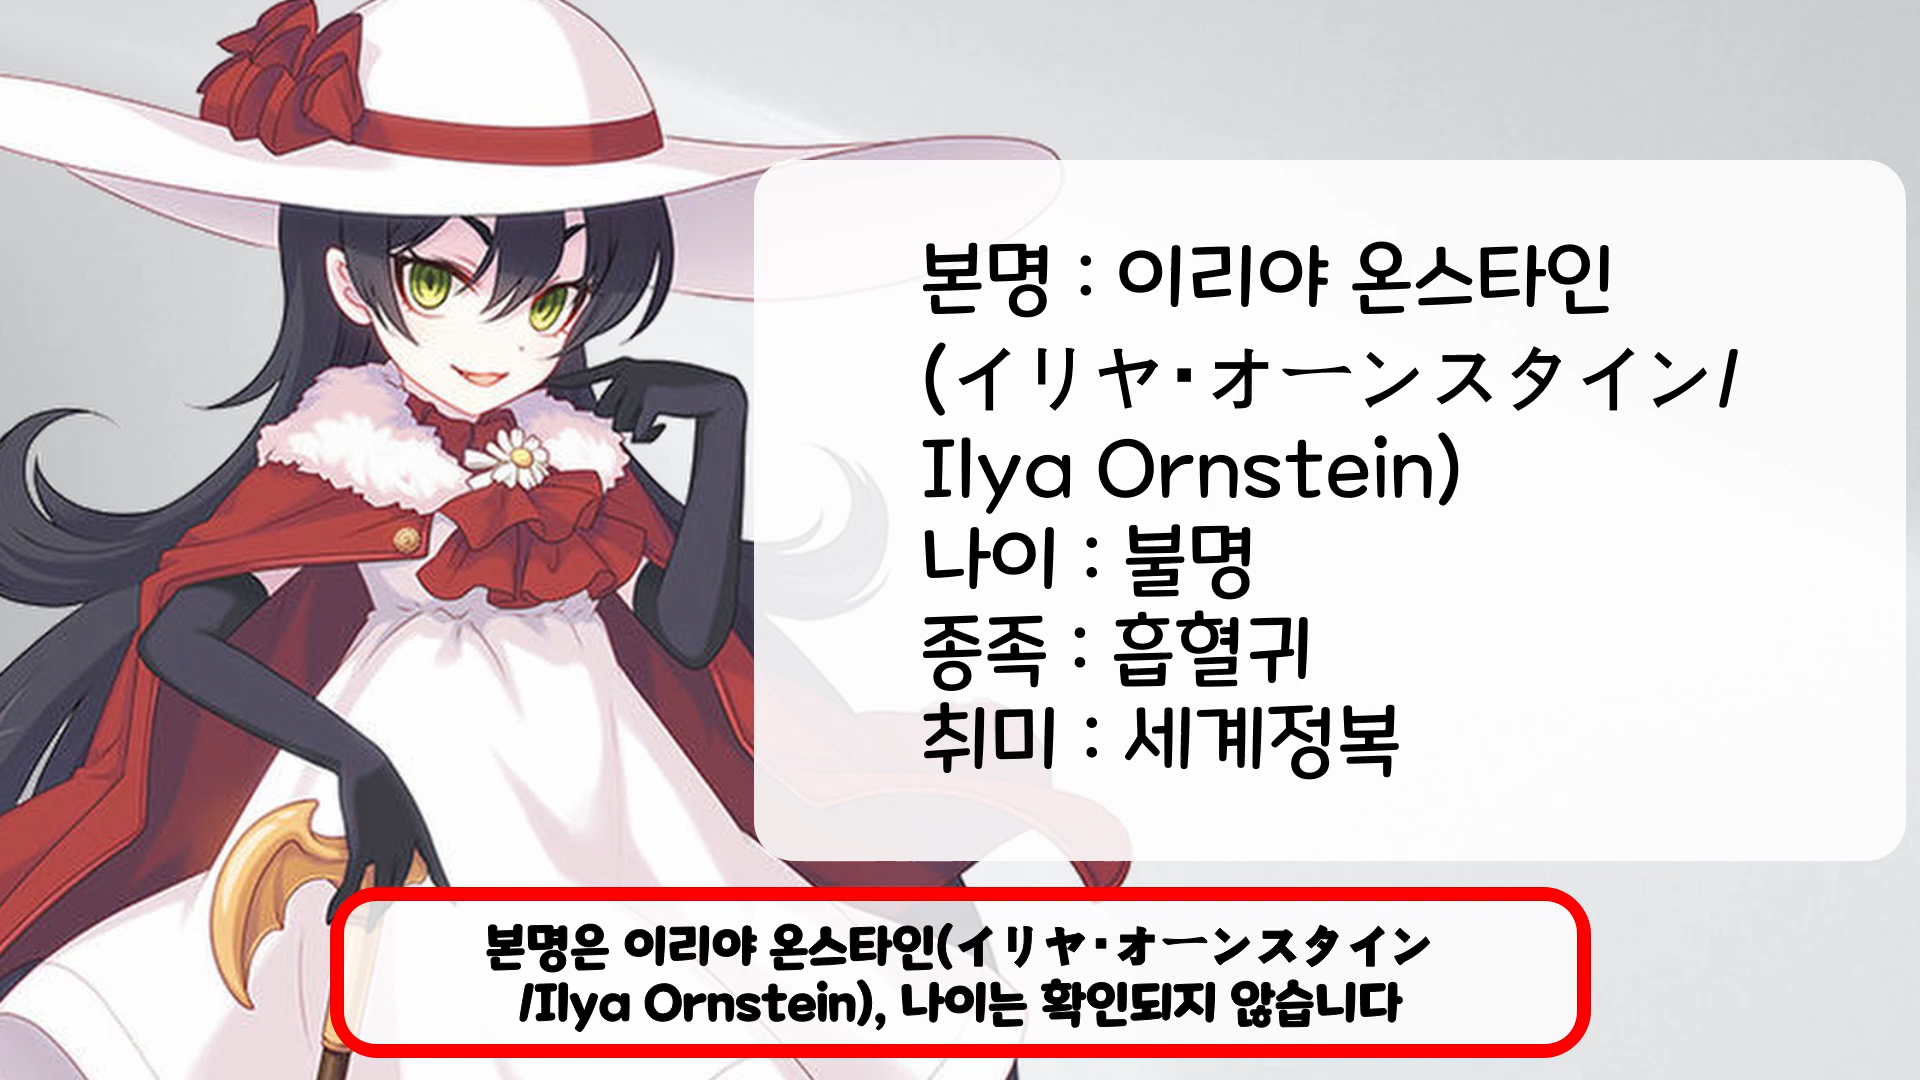 본명 : 이리야 온스타인
(イリヤ·オーンスタイン/
Ilya Ornstein)
나이 : 불명
종족 : 흡혈귀
취미 : 세계정복
본명은 이리야 온스타인(イリヤ·オーンスタイン
/Ilya Ornstein), 나이는 확인되지 않습니다